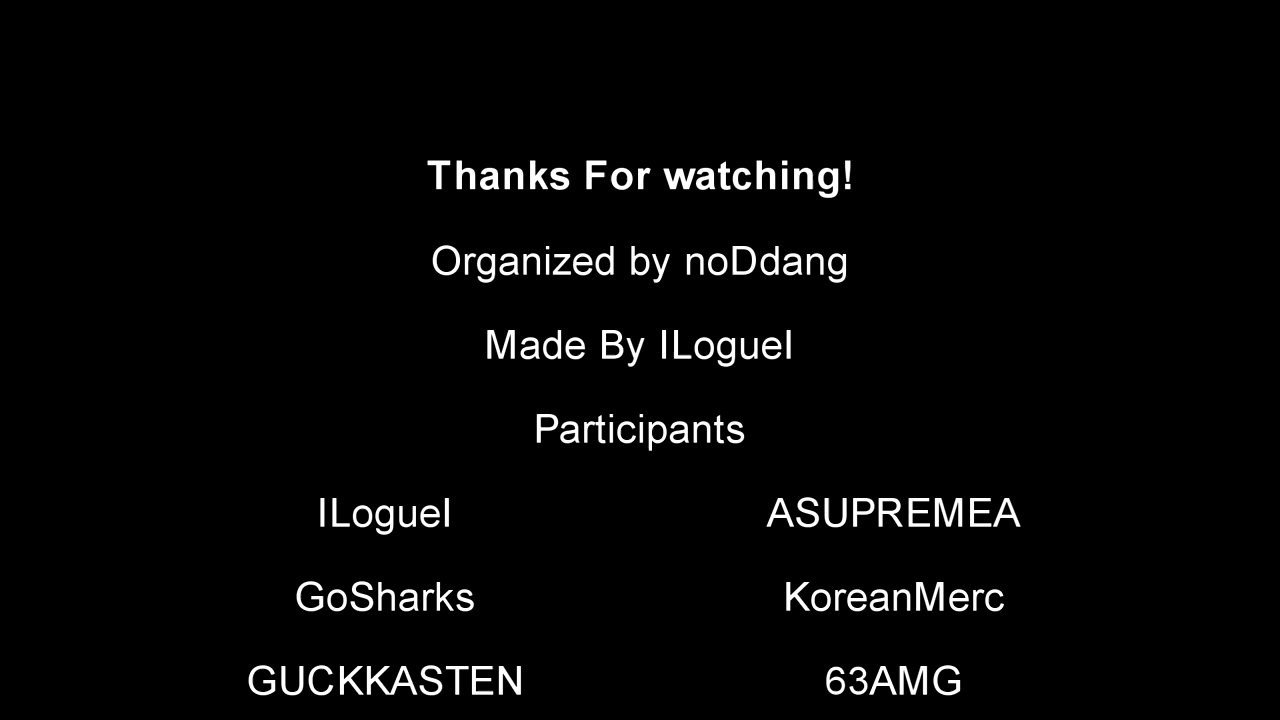 Thanks For watching!
Organized by noDdang
Made By ILogueI
Participants
ILogueI ASUPREMEA
GoSharks KoreanMerc
GUCKKASTEN 63AMG